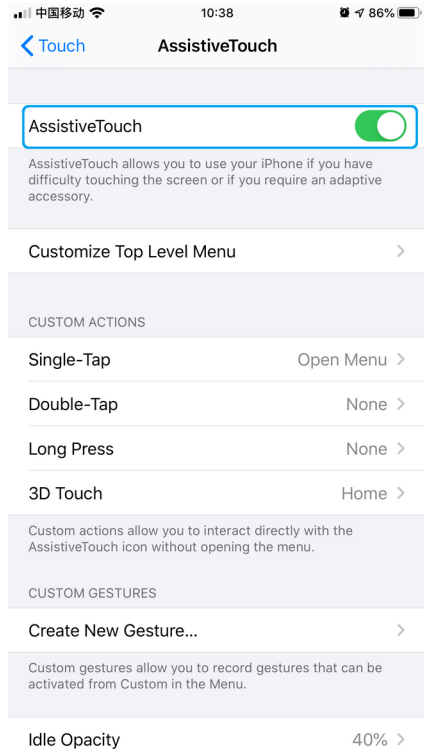 中国移动 10:38 86%
Touch AssistiveTouch
AssistiveTouch
AssistiveTouch allows you to use your iPhone if you have
difficulty touching the screen or if you require an adaptive
accessory.
Customize Top Level Menu
CUSTOM ACTIONS
Single-Tap Open Menu
Double-Tap None
Long Press None
3D Touch Home
Custom actions allow you to interact directly with the
AssistiveTouch icon without opening the menu.
CUSTOM GESTURES
Create New Gesture...
Custom gestures allow you to record gestures that can be
activated from Custom in the Menu.
Idle Opacity 40%